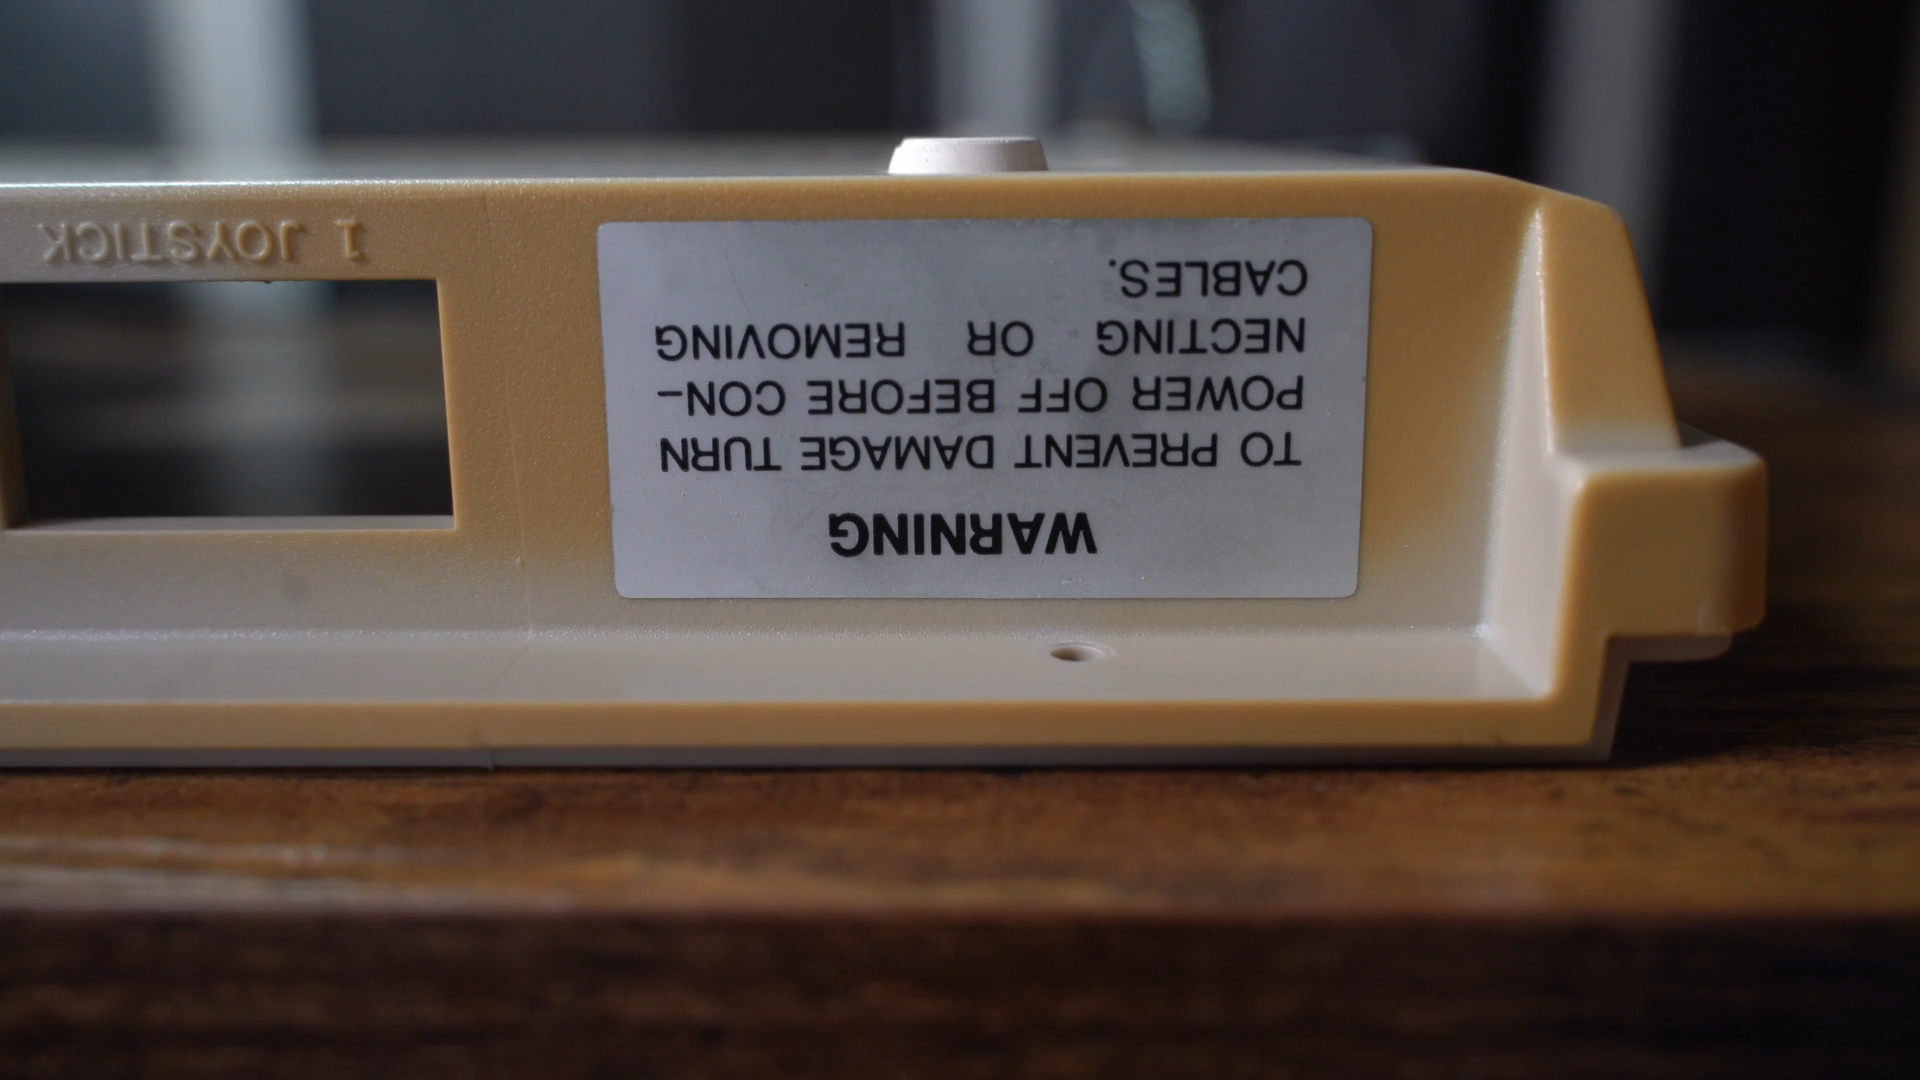 WARNING
TO PREVENT DAMAGE TURN
POWER OFF BEFORE CON-
NECTING OR REMOVING
CABLES.
1 JOYSTICK